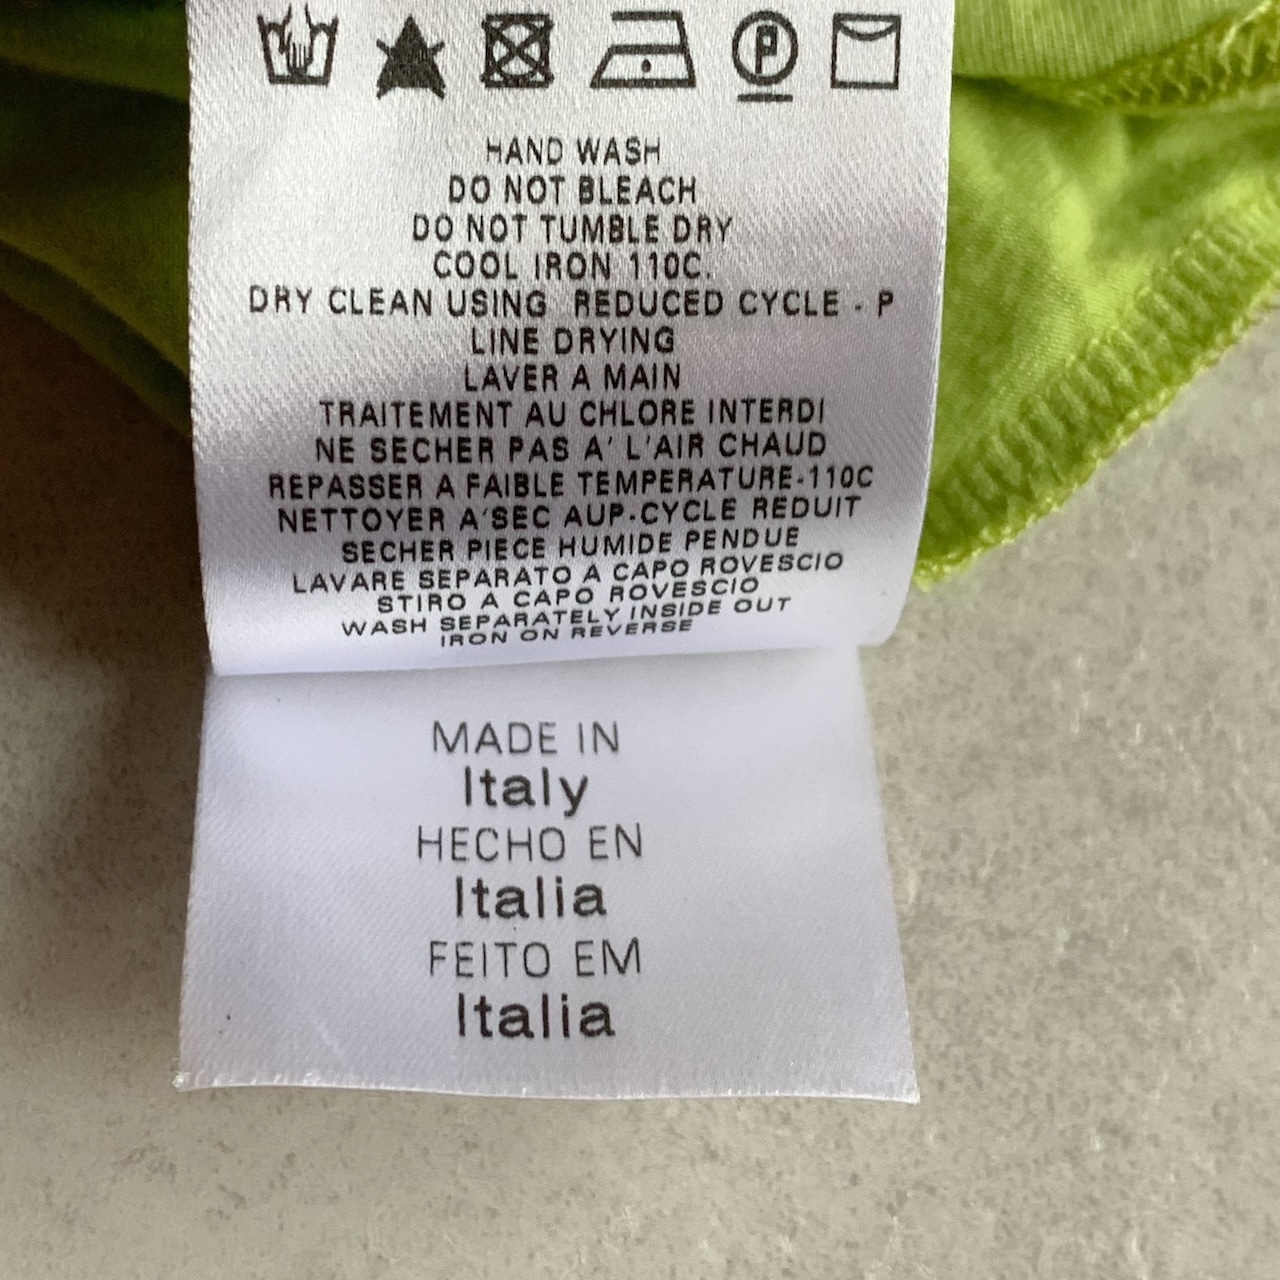 P
HAND WASH
DO NOT BLEACH
DO NOT TUMBLE DRY
COOL IRON 110C.
DRY CLEAN USING REDUCED CYCLE - P
LINE DRYING
LAVER A MAIN
TRAITEMENT AU CHLORE INTERDI
NE SECHER PAS A' L'AIR CHAUD
REPASSER A FAIBLE TEMPERATURE-110C
NETTOYER A'SEC AUP.CYCLE REDUIT
SECHER PIECE HUMIDE PENDUE
LAVARE SEPARATO A CAPO ROVESCIO
STIRO A CAPO ROVESCIO
WASH SEPARATELY INSIDE OUT
IRON ON REVERSE
MADE IN
Italy
HECHO EN
Italia
FEITO EM
Italia